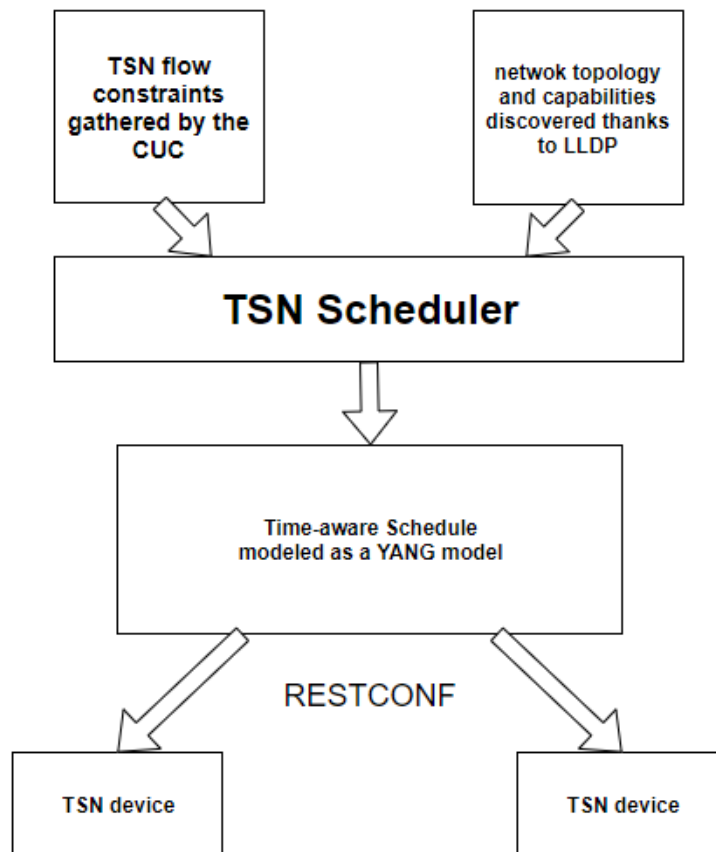 TSN flow
constraints
gathered by the
CUC
netwok topology
and capabilities
discovered thanks
to LLDP
TSN Scheduler
Time-aware Schedule
modeled as a YANG model
RESTCONF
TSN device
TSN device